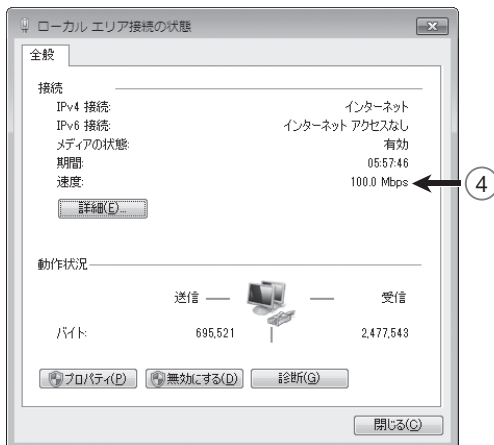 ローカル エリア接続の状態
全般
接続
IPv4 接続: インターネット
IPv6 接続: インターネット アクセスなし
メディアの状態: 有効
期間: 05:57:46
速度: 100.0 Mbps
④
詳細(E)...
動作状況
送信 受信
バイト: 695,521 2,477,543
プロパティ(P) 無効にする(D) 診断(G)
閉じる(C)